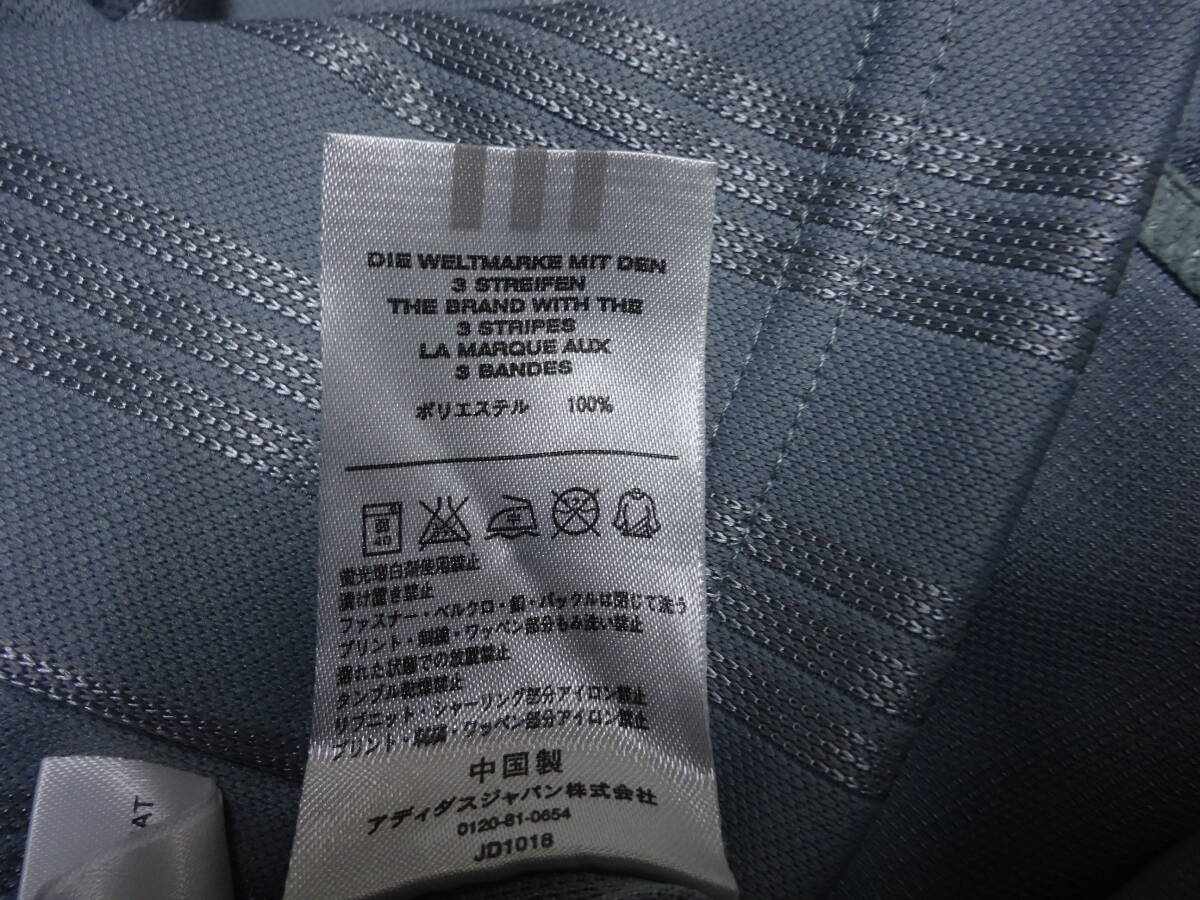 DIE WELTMARKE MIT DEN
3 STREIFEN
THE BRAND WITH THE
3 STRIPES
LA MARQUE AUX
3 BANDES
ポリエステル 100%
40
蛍光増白剤使用禁止
漬け置き禁止
ファスナー・ベルクロ・釦・バックルは閉じて洗う
プリント・刺繍・ワッペン部分もみ洗い禁止
濡れた状態での放置禁止
タンブル乾燥禁止
リブニット・シャーリング部分アイロン禁止
プリント・刺繍・ワッペン部分アイロン禁止
中国製
アディダスジャパン株式会社
0120-81-0654
JD1018
AT